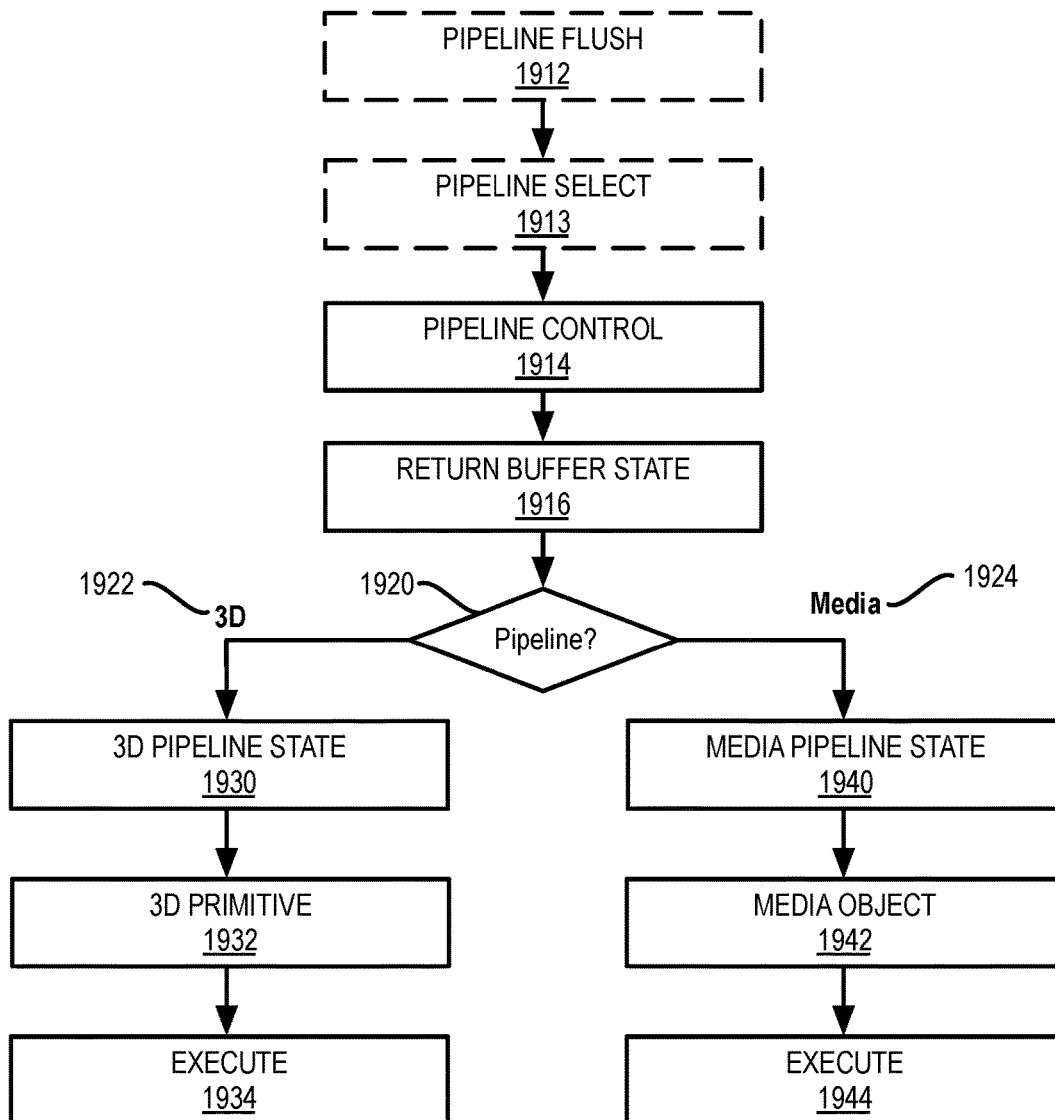 PIPELINE FLUSH
1912
PIPELINE SELECT
1913
PIPELINE CONTROL
1914
RETURN BUFFER STATE
1916
1922
3D
1920
Pipeline?
Media
1924
3D PIPELINE STATE
1930
MEDIA PIPELINE STATE
1940
3D PRIMITIVE
1932
MEDIA OBJECT
1942
EXECUTE
1934
EXECUTE
1944